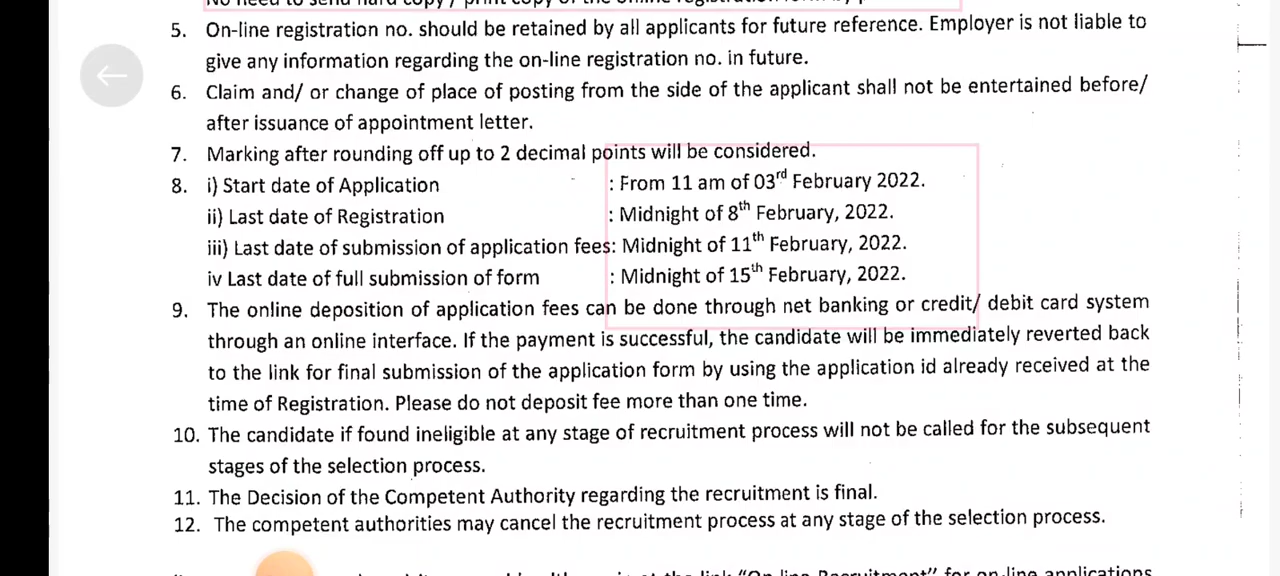 5. On-line registration no. should be retained by all applicants for future reference. Employer is not liable to
give any information regarding the on-line registration no. in future.
6. Claim and/ or change of place of posting from the side of the applicant shall not be entertained before/
after issuance of appointment letter.
7. Marking after rounding off up to 2 decimal points will be considered.
8. i) Start date of Application : From 11 am of 03rd February 2022.
ii) Last date of Registration : Midnight of 8th February, 2022.
iii) Last date of submission of application fees: Midnight of 11th February, 2022.
iv Last date of full submission of form : Midnight of 15th February, 2022.
9. The online deposition of application fees can be done through net banking or credit/ debit card system
through an online interface. If the payment is successful, the candidate will be immediately reverted back
to the link for final submission of the application form by using the application id already received at the
time of Registration. Please do not deposit fee more than one time.
10. The candidate if found ineligible at any stage of recruitment process will not be called for the subsequent
stages of the selection process.
11. The Decision of the Competent Authority regarding the recruitment is final.
12. The competent authorities may cancel the recruitment process at any stage of the selection process.
the link "On line Recruitment" for on-line applications